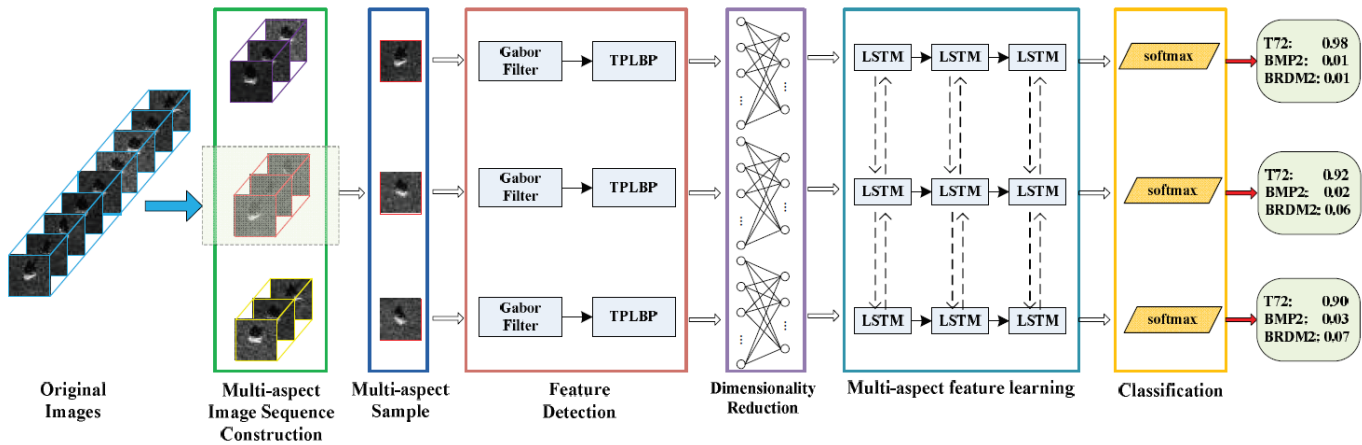 Gabor
Filter
TPLBP
LSTM LSTM LSTM
softmax
T72: 0.98
BMP2: 0.01
BRDM2: 0.01
Gabor
Filter
TPLBP
LSTM LSTM LSTM
softmax
T72: 0.92
BMP2: 0.02
BRDM2: 0.06
Gabor
Filter
TPLBP
LSTM LSTM LSTM
softmax
T72: 0.90
BMP2: 0.03
BRDM2: 0.07
Original
Images
Multi-aspect
Image Sequence
Construction
Multi-aspect
Sample
Feature
Detection
Dimensionality
Reduction
Multi-aspect feature learning
Classification